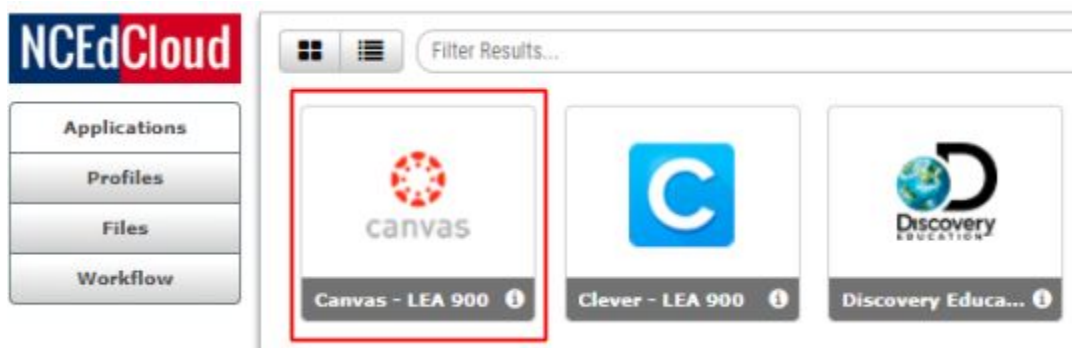 NCEdCloud
Applications
Profiles
Files
Workflow
Filter Results...
canvas
Canvas - LEA 900
C
Clever - LEA 900
D
Discovery
EDUCATION
Discovery Educa...